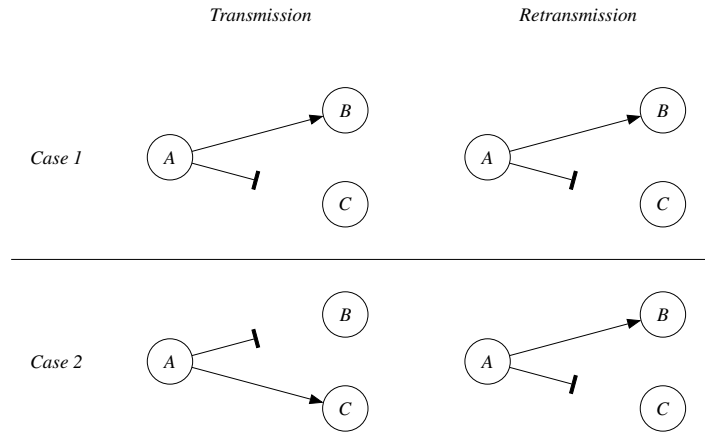 Transmission Retransmission
B B
Case 1 A A
C C
B B
Case 2 A A
C C